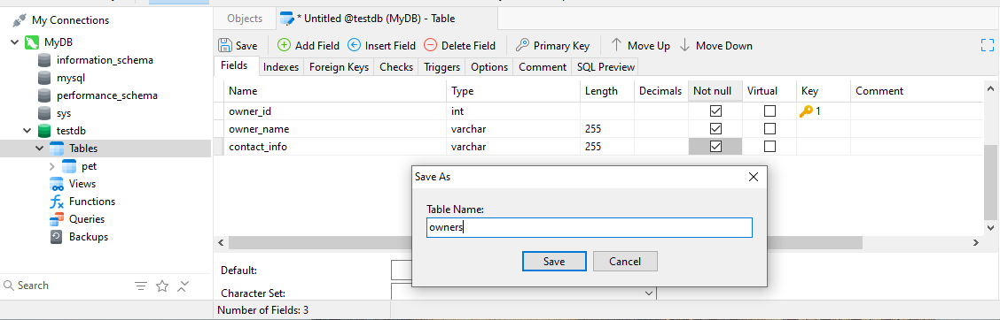 My Connections
MyDB
information_schema
mysql
performance_schema
sys
testdb
Tables
pet
Views
Functions
Queries
Backups
Search
Objects
* Untitled @testdb (MyDB) - Table
Save Add Field Insert Field Delete Field Primary Key Move Up Move Down
Fields Indexes Foreign Keys Checks Triggers Options Comment SQL Preview
Name Type Length Decimals Not null Virtual Key Comment
owner_id int 1
owner_name varchar 255
contact_info varchar 255
Save As
Table Name:
owners
Save Cancel
Default:
Character Set:
Number of Fields: 3